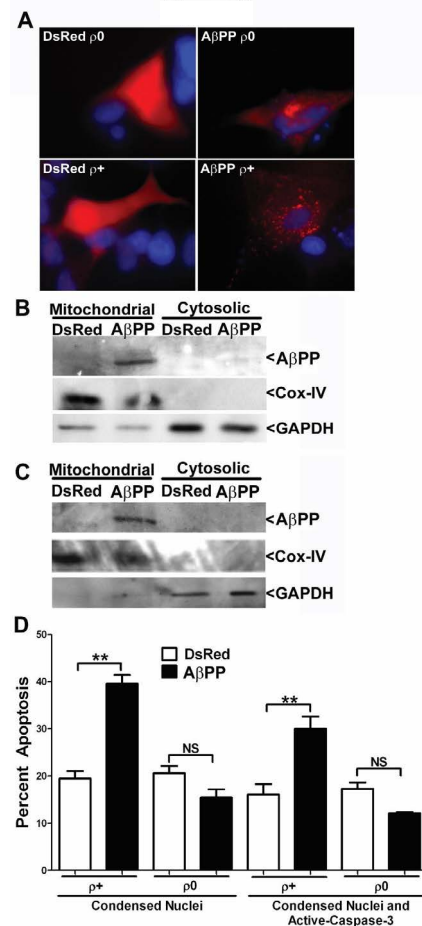 A
DsRed ρ0
AβPP ρ0
DsRed ρ+
AβPP ρ+
B
Mitochondrial Cytosolic
DsRed AβPP DsRed AβPP
<AβPP
<Cox-IV
<GAPDH
C
Mitochondrial Cytosolic
DsRed AβPP DsRed AβPP
<AβPP
<Cox-IV
<GAPDH
D
Percent Apoptosis
50
40
30
20
10
0
DsRed
AβPP
**
NS
**
NS
ρ+ ρ0 ρ+ ρ0
Condensed Nuclei
Condensed Nuclei and
Active-Caspase-3